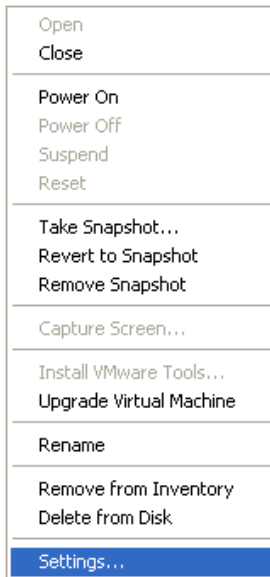 Open
Close
Power On
Power Off
Suspend
Reset
Take Snapshot...
Revert to Snapshot
Remove Snapshot
Capture Screen...
Install VMware Tools...
Upgrade Virtual Machine
Rename
Remove from Inventory
Delete from Disk
Settings...